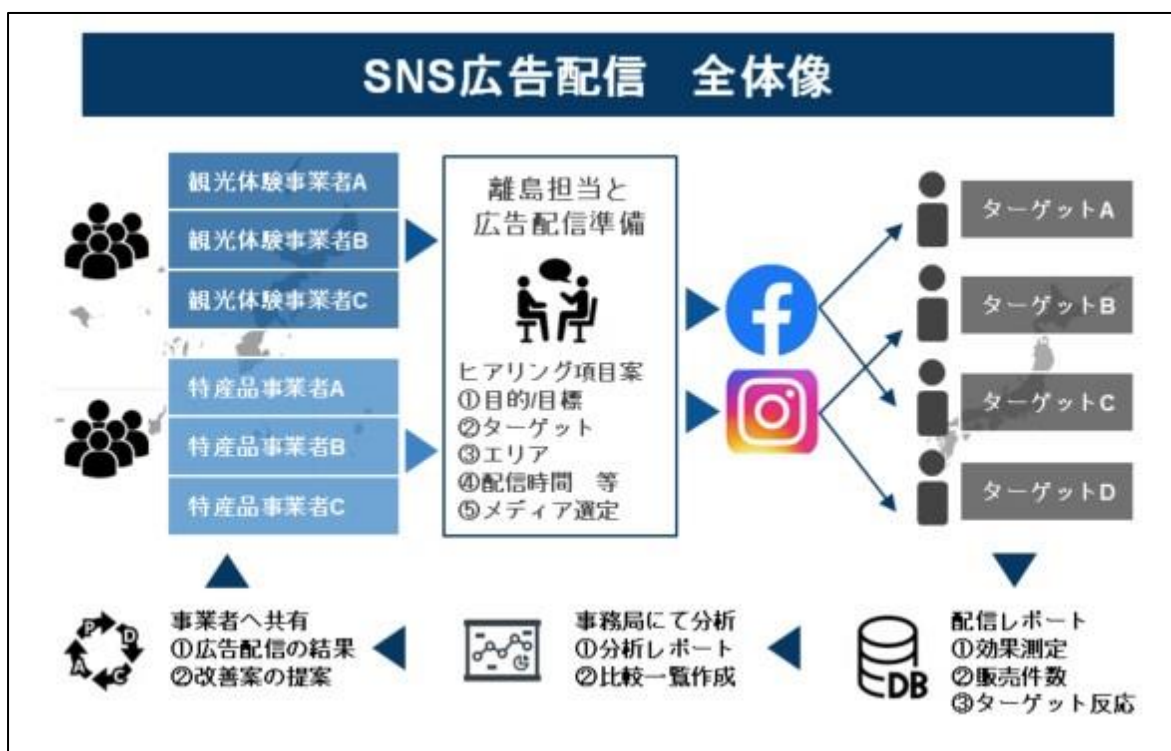 SNS広告配信　全体像
観光体験事業者A
観光体験事業者B
観光体験事業者C
特産品事業者A
特産品事業者B
特産品事業者C
離島担当と
広告配信準備
ヒアリング項目案
①目的/目標
②ターゲット
③エリア
④配信時間　等
⑤メディア選定
ターゲットA
ターゲットB
ターゲットC
ターゲットD
配信レポート
①効果測定
②販売件数
③ターゲット反応
DB
事務局にて分析
①分析レポート
②比較一覧作成
事業者へ共有
①広告配信の結果
②改善案の提案
P
D
C
A